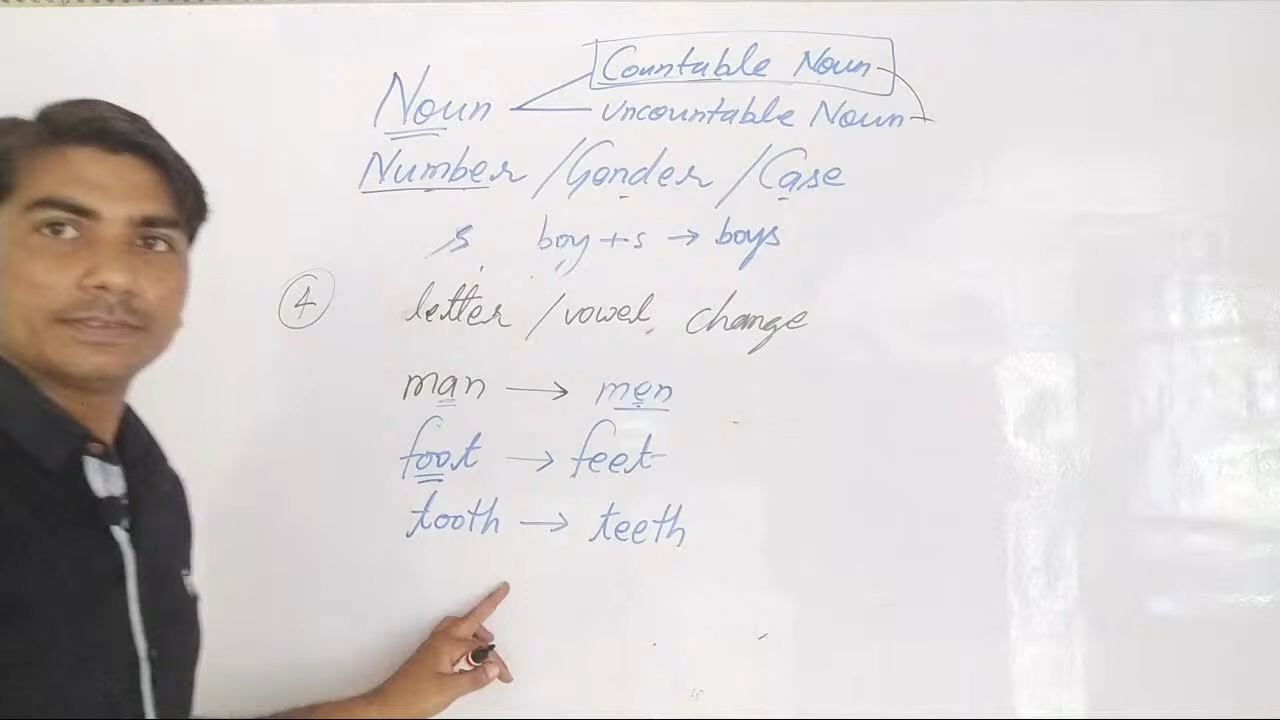 Countable Noun
Noun
Uncountable Noun
Number / Gender / Case
s boy + s → boys
4 letter / vowel change
man → men
foot → feet
tooth → teeth